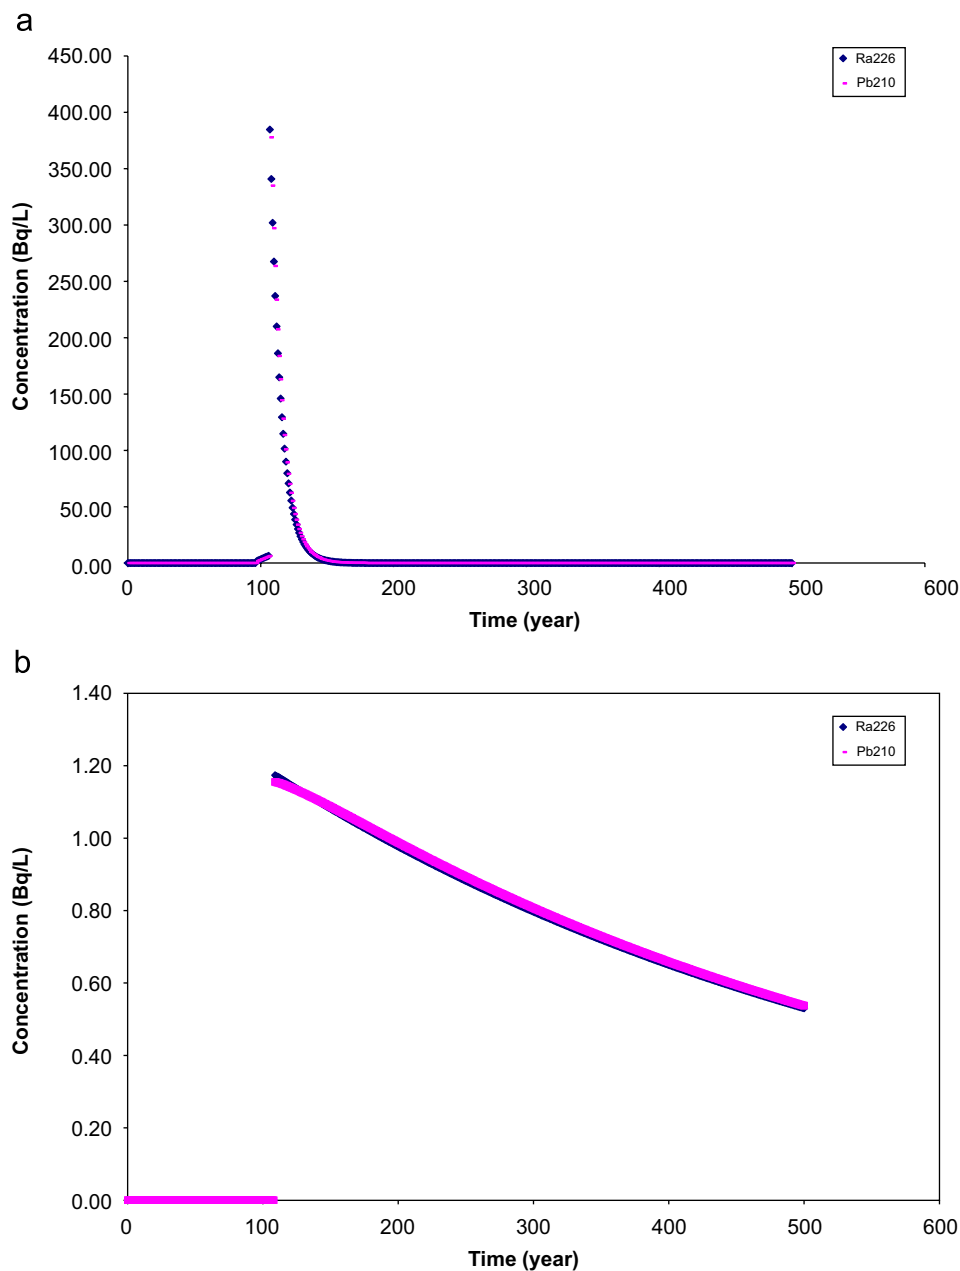 a
450.00
400.00
350.00
300.00
250.00
200.00
150.00
100.00
50.00
0.00
Concentration (Bq/L)
Ra226
Pb210
0 100 200 300 400 500 600
Time (year)
b
1.40
1.20
1.00
0.80
0.60
0.40
0.20
0.00
Concentration (Bq/L)
Ra226
Pb210
0 100 200 300 400 500 600
Time (year)